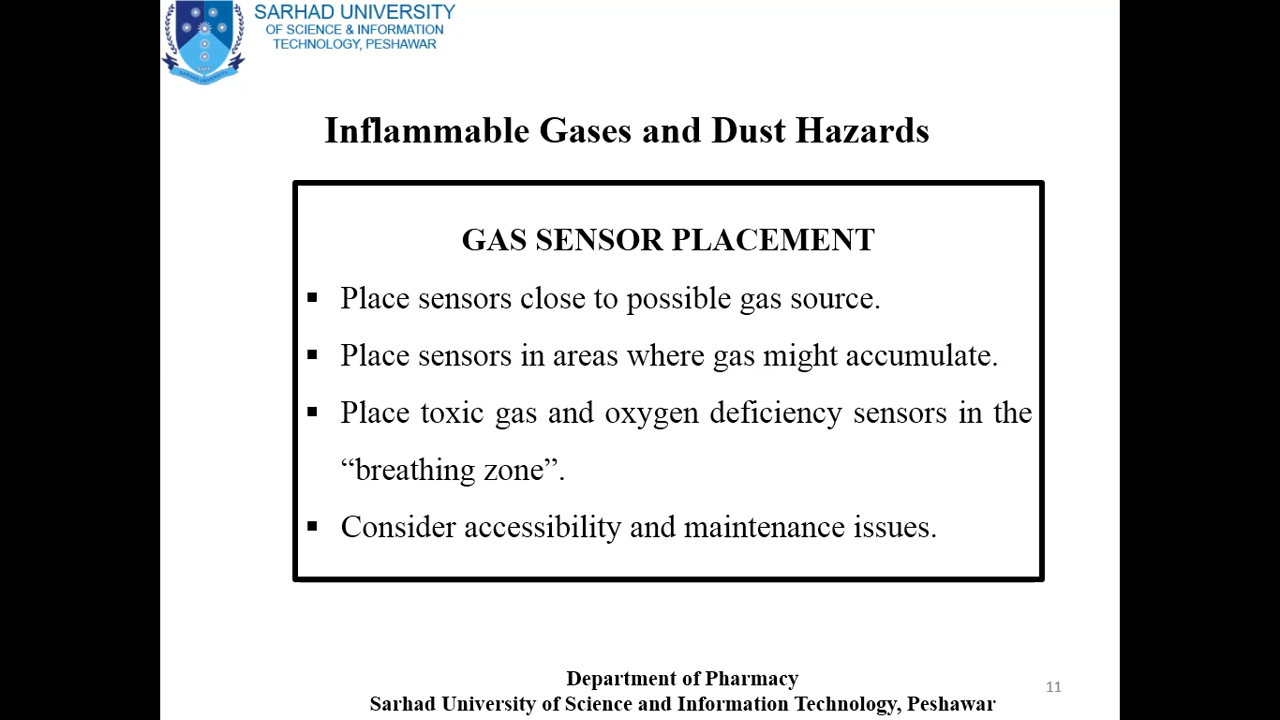 SARHAD UNIVERSITY
OF SCIENCE & INFORMATION
TECHNOLOGY, PESHAWAR
Inflammable Gases and Dust Hazards
GAS SENSOR PLACEMENT
▪ Place sensors close to possible gas source.
▪ Place sensors in areas where gas might accumulate.
▪ Place toxic gas and oxygen deficiency sensors in the
“breathing zone”.
▪ Consider accessibility and maintenance issues.
Department of Pharmacy
Sarhad University of Science and Information Technology, Peshawar
11